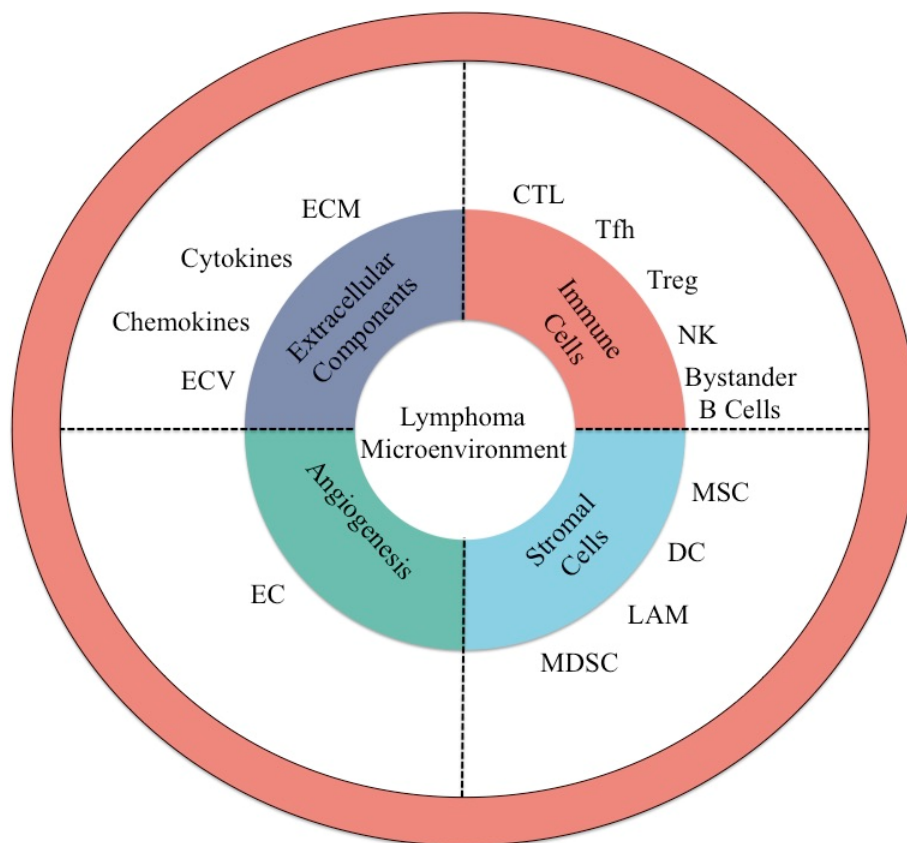 ECM
Cytokines
Chemokines
ECV
Extracellular
Components
CTL
Tfh
Treg
NK
Bystander
B Cells
Immune
Cells
Lymphoma
Microenvironment
Angiogenesis
EC
Stromal
Cells
MSC
DC
LAM
MDSC